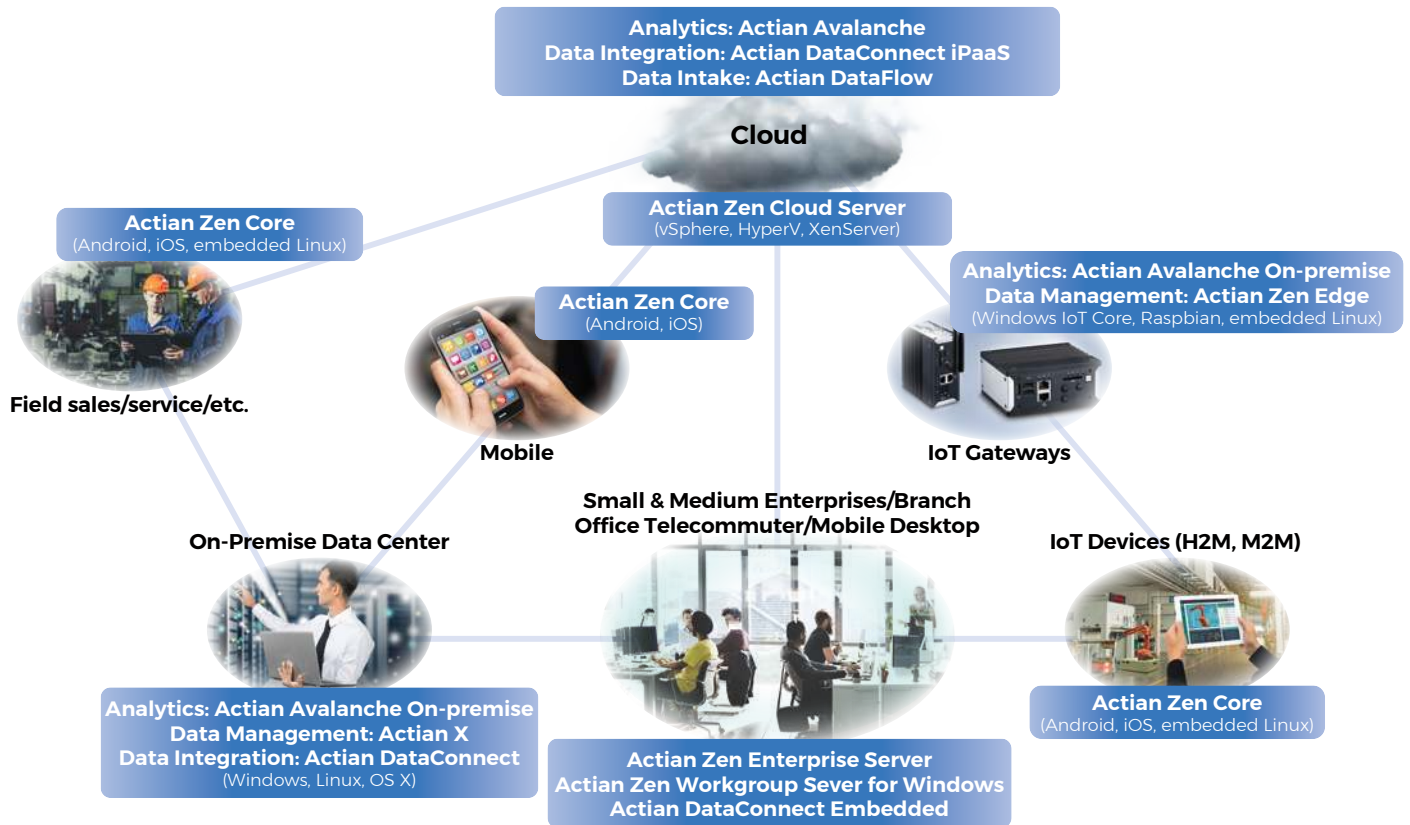 Analytics: Actian Avalanche
Data Integration: Actian DataConnect iPaaS
Data Intake: Actian DataFlow
Cloud
Actian Zen Cloud Server
(vSphere, HyperV, XenServer)
Actian Zen Core
(Android, iOS, embedded Linux)
Field sales/service/etc.
Actian Zen Core
(Android, iOS)
Mobile
Analytics: Actian Avalanche On-premise
Data Management: Actian Zen Edge
(Windows IoT Core, Raspbian, embedded Linux)
IoT Gateways
On-Premise Data Center
Analytics: Actian Avalanche On-premise
Data Management: Actian X
Data Integration: Actian DataConnect
(Windows, Linux, OS X)
Small & Medium Enterprises/Branch
Office Telecommuter/Mobile Desktop
Actian Zen Enterprise Server
Actian Zen Workgroup Sever for Windows
Actian DataConnect Embedded
IoT Devices (H2M, M2M)
Actian Zen Core
(Android, iOS, embedded Linux)